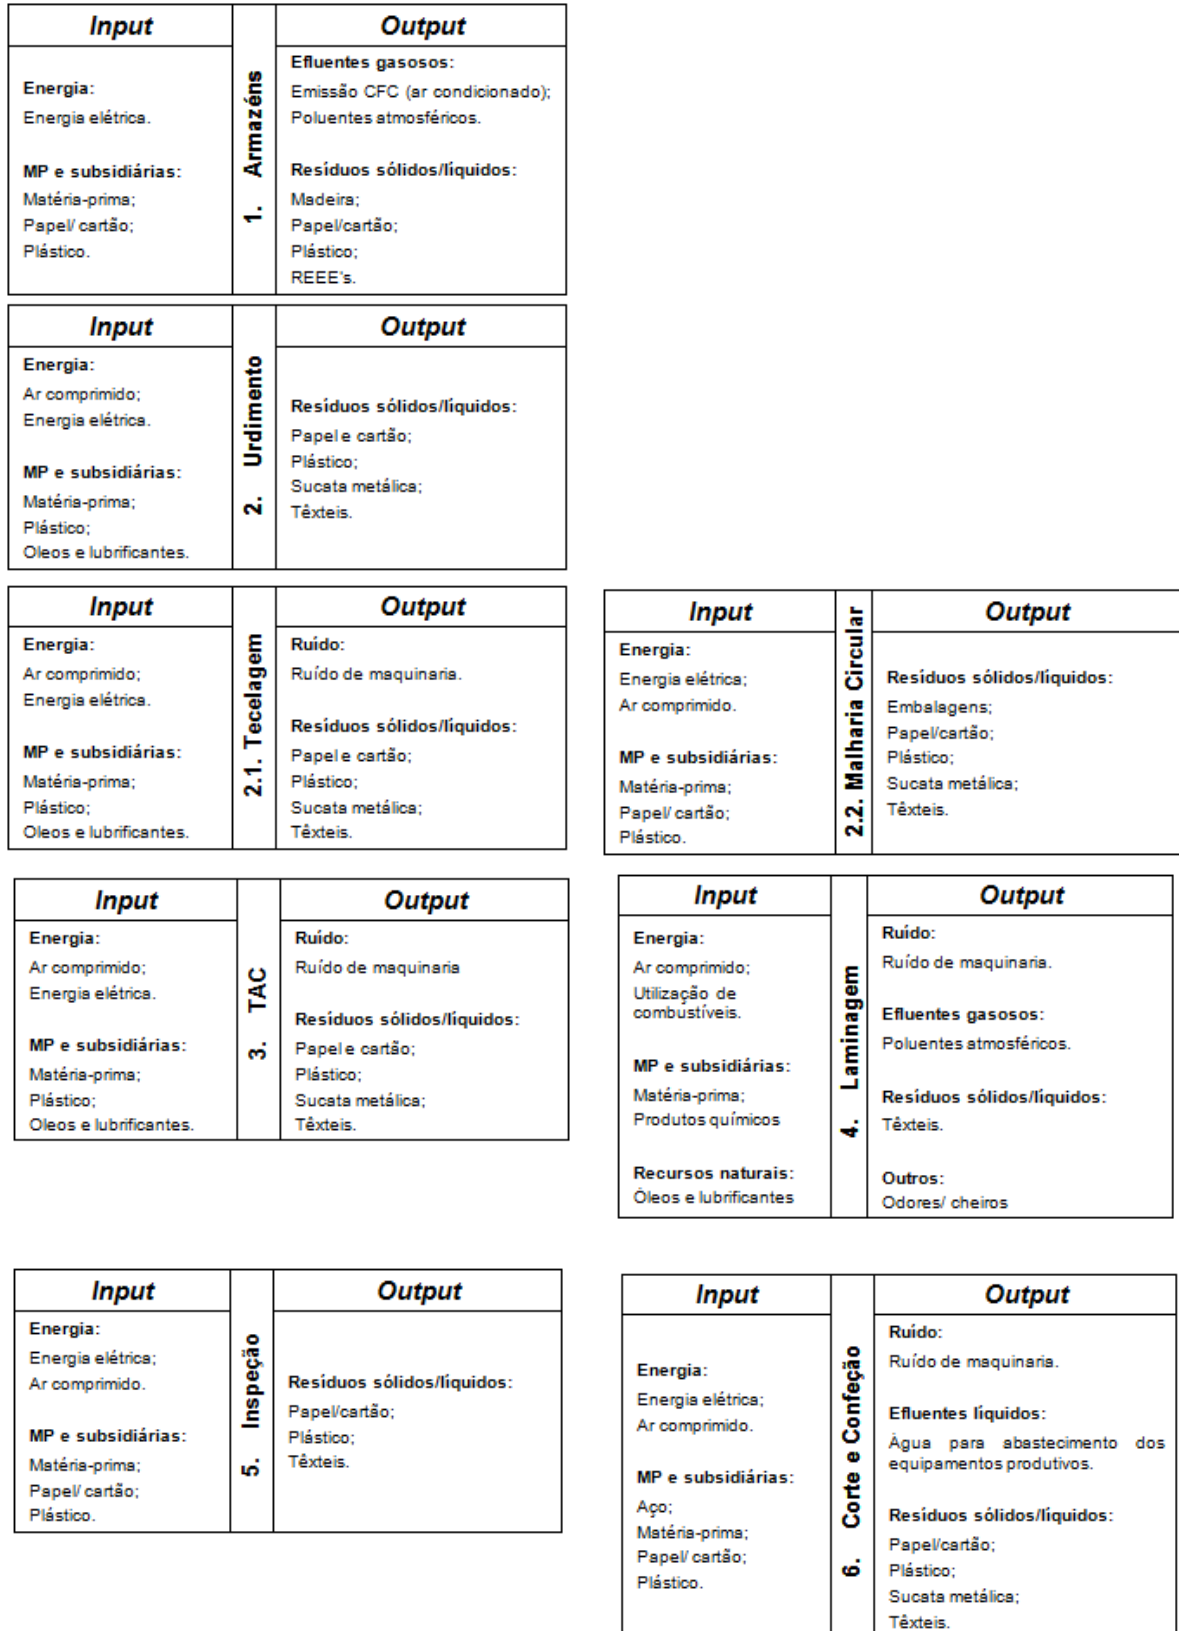 Input
1. Armazéns
Output
Energia:
Energia elétrica.
MP e subsidiárias:
Matéria-prima;
Papel/ cartão;
Plástico.
Efluentes gasosos:
Emissão CFC (ar condicionado);
Poluentes atmosféricos.
Resíduos sólidos/líquidos:
Madeira;
Papel/cartão;
Plástico;
REEE's.
Input
2. Urdimento
Output
Energia:
Ar comprimido;
Energia elétrica.
MP e subsidiárias:
Matéria-prima;
Plástico;
Oleos e lubrificantes.
Resíduos sólidos/líquidos:
Papel e cartão;
Plástico;
Sucata metálica;
Têxteis.
Input
2.1. Tecelagem
Output
Energia:
Ar comprimido;
Energia elétrica.
MP e subsidiárias:
Matéria-prima;
Plástico;
Oleos e lubrificantes.
Ruído:
Ruído de maquinaria.
Resíduos sólidos/líquidos:
Papel e cartão;
Plástico;
Sucata metálica;
Têxteis.
Input
2.2. Malharia Circular
Output
Energia:
Energia elétrica;
Ar comprimido.
MP e subsidiárias:
Matéria-prima;
Papel/ cartão;
Plástico.
Resíduos sólidos/líquidos:
Embalagens;
Papel/cartão;
Plástico;
Sucata metálica;
Têxteis.
Input
3. TAC
Output
Energia:
Ar comprimido;
Energia elétrica.
MP e subsidiárias:
Matéria-prima;
Plástico;
Oleos e lubrificantes.
Ruído:
Ruído de maquinaria
Resíduos sólidos/líquidos:
Papel e cartão;
Plástico;
Sucata metálica;
Têxteis.
Input
4. Laminagem
Output
Energia:
Ar comprimido;
Utilização de
combustíveis.
MP e subsidiárias:
Matéria-prima;
Produtos químicos
Recursos naturais:
Óleos e lubrificantes
Ruído:
Ruído de maquinaria.
Efluentes gasosos:
Poluentes atmosféricos.
Resíduos sólidos/líquidos:
Têxteis.
Outros:
Odores/ cheiros
Input
5. Inspeção
Output
Energia:
Energia elétrica;
Ar comprimido.
MP e subsidiárias:
Matéria-prima;
Papel/ cartão;
Plástico.
Resíduos sólidos/líquidos:
Papel/cartão;
Plástico;
Têxteis.
Input
6. Corte e Confeção
Output
Energia:
Energia elétrica;
Ar comprimido.
MP e subsidiárias:
Aço;
Matéria-prima;
Papel/ cartão;
Plástico.
Ruído:
Ruído de maquinaria.
Efluentes líquidos:
Água para abastecimento dos
equipamentos produtivos.
Resíduos sólidos/líquidos:
Papel/cartão;
Plástico;
Sucata metálica;
Têxteis.